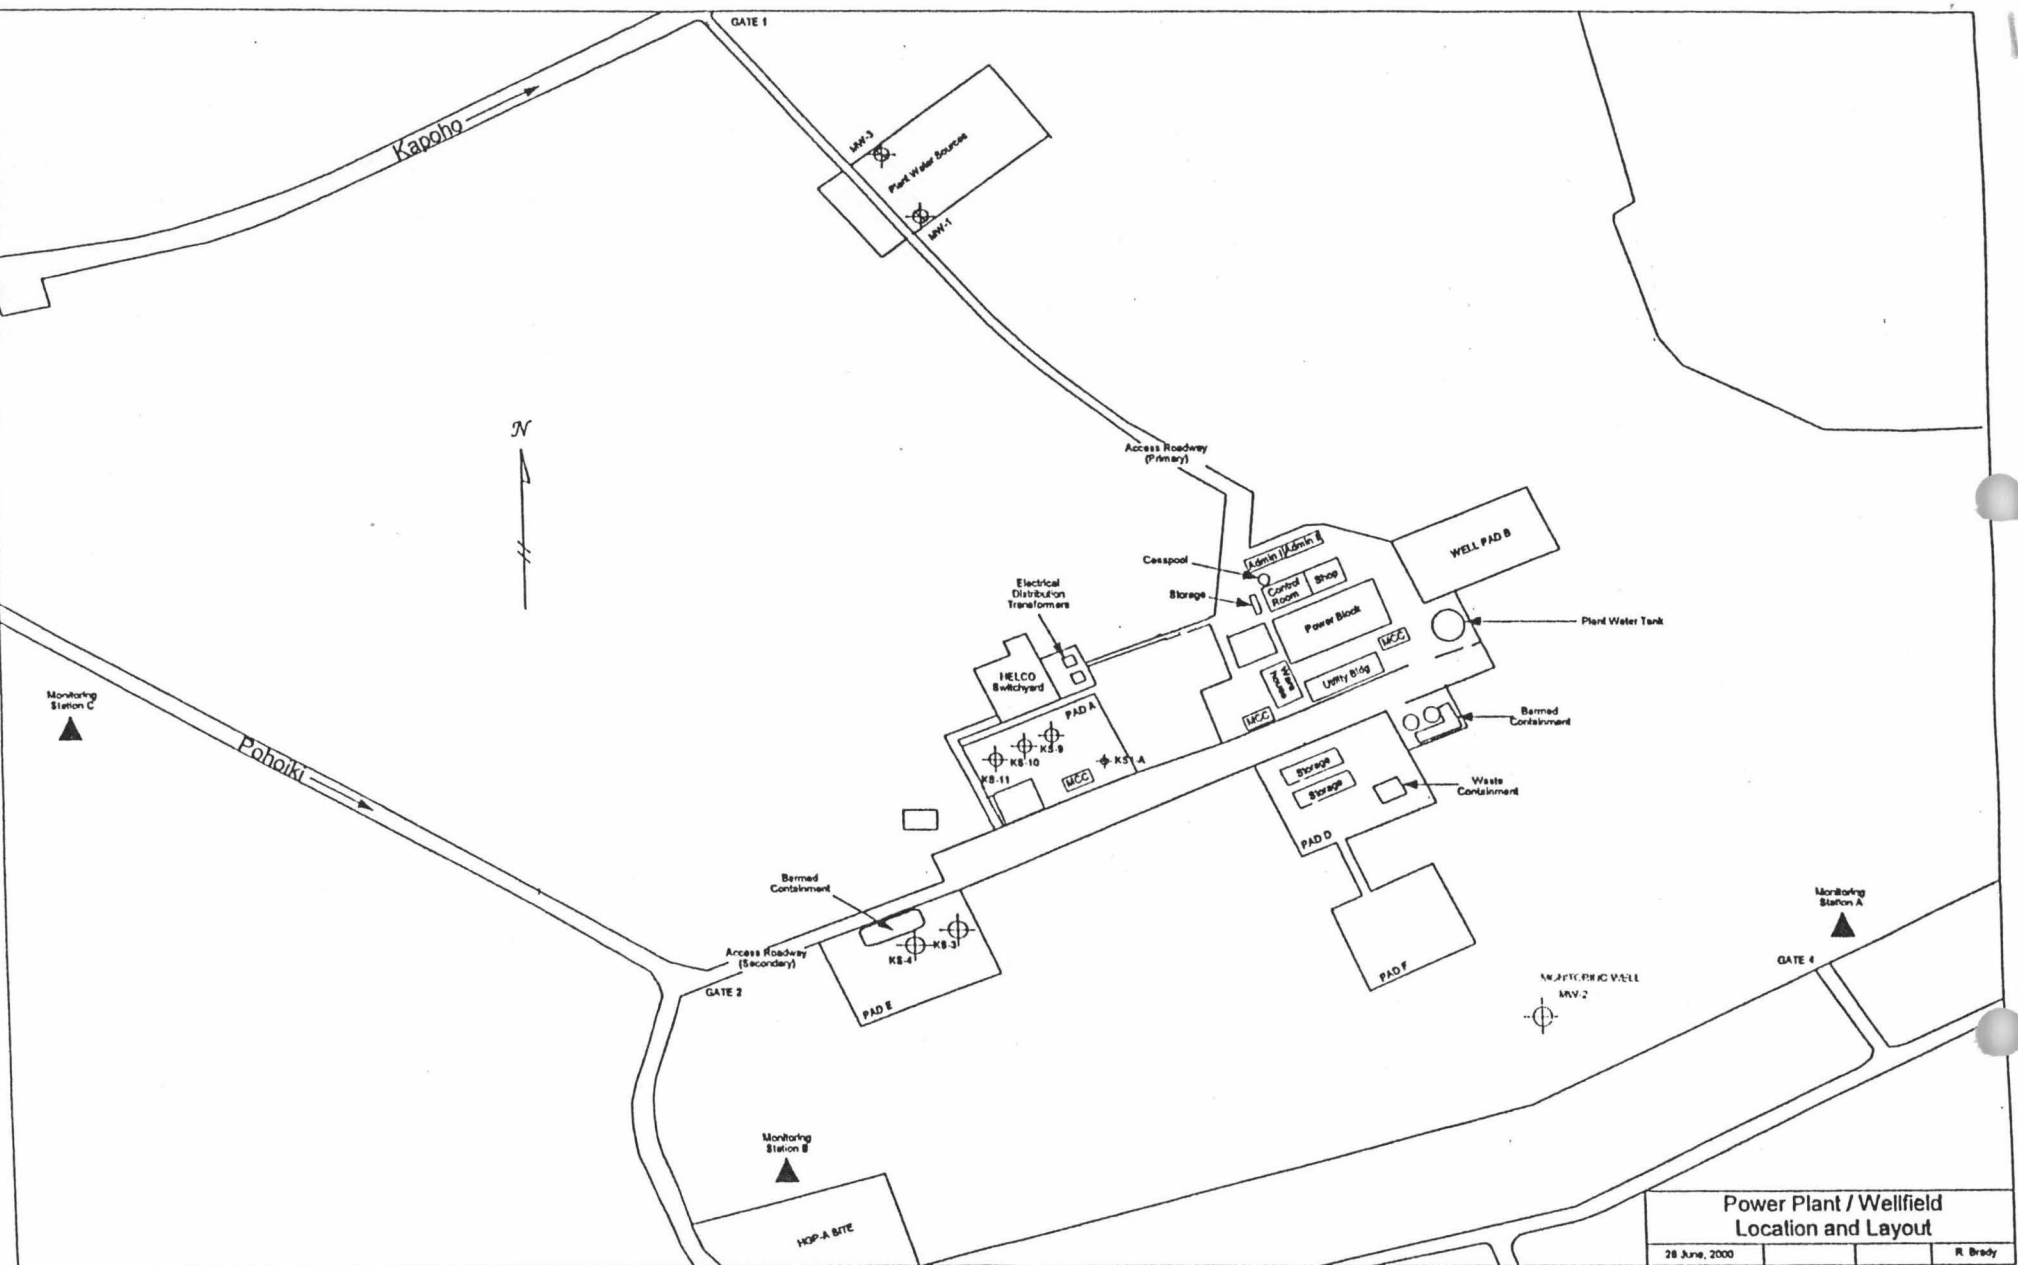 GATE 1
Kapoho
MW-3
Plant Water Sources
MW-1
N
Access Roadway
(Primary)
WELL PAD B
Admin I
Admin II
Cesspool
Control
Room
Shop
Storage
Electrical
Distribution
Transformers
Power Block
MCC
Plant Water Tank
HELCO
Switchyard
Ware
house
Utility Bldg
MCC
Monitoring
Station C
PAD A
Bermed
Containment
Pohoiki
KS-9
KS-10
KS-11
KS1-A
MCC
Storage
Storage
Waste
Containment
PAD D
Bermed
Containment
Monitoring
Station A
KS-3
KS-4
Access Roadway
(Secondary)
GATE 2
PAD E
PAD F
GATE 4
MONITORING WELL
MW-2
Monitoring
Station B
HGP-A SITE
Power Plant / Wellfield
Location and Layout
28 June, 2000
R. Brady